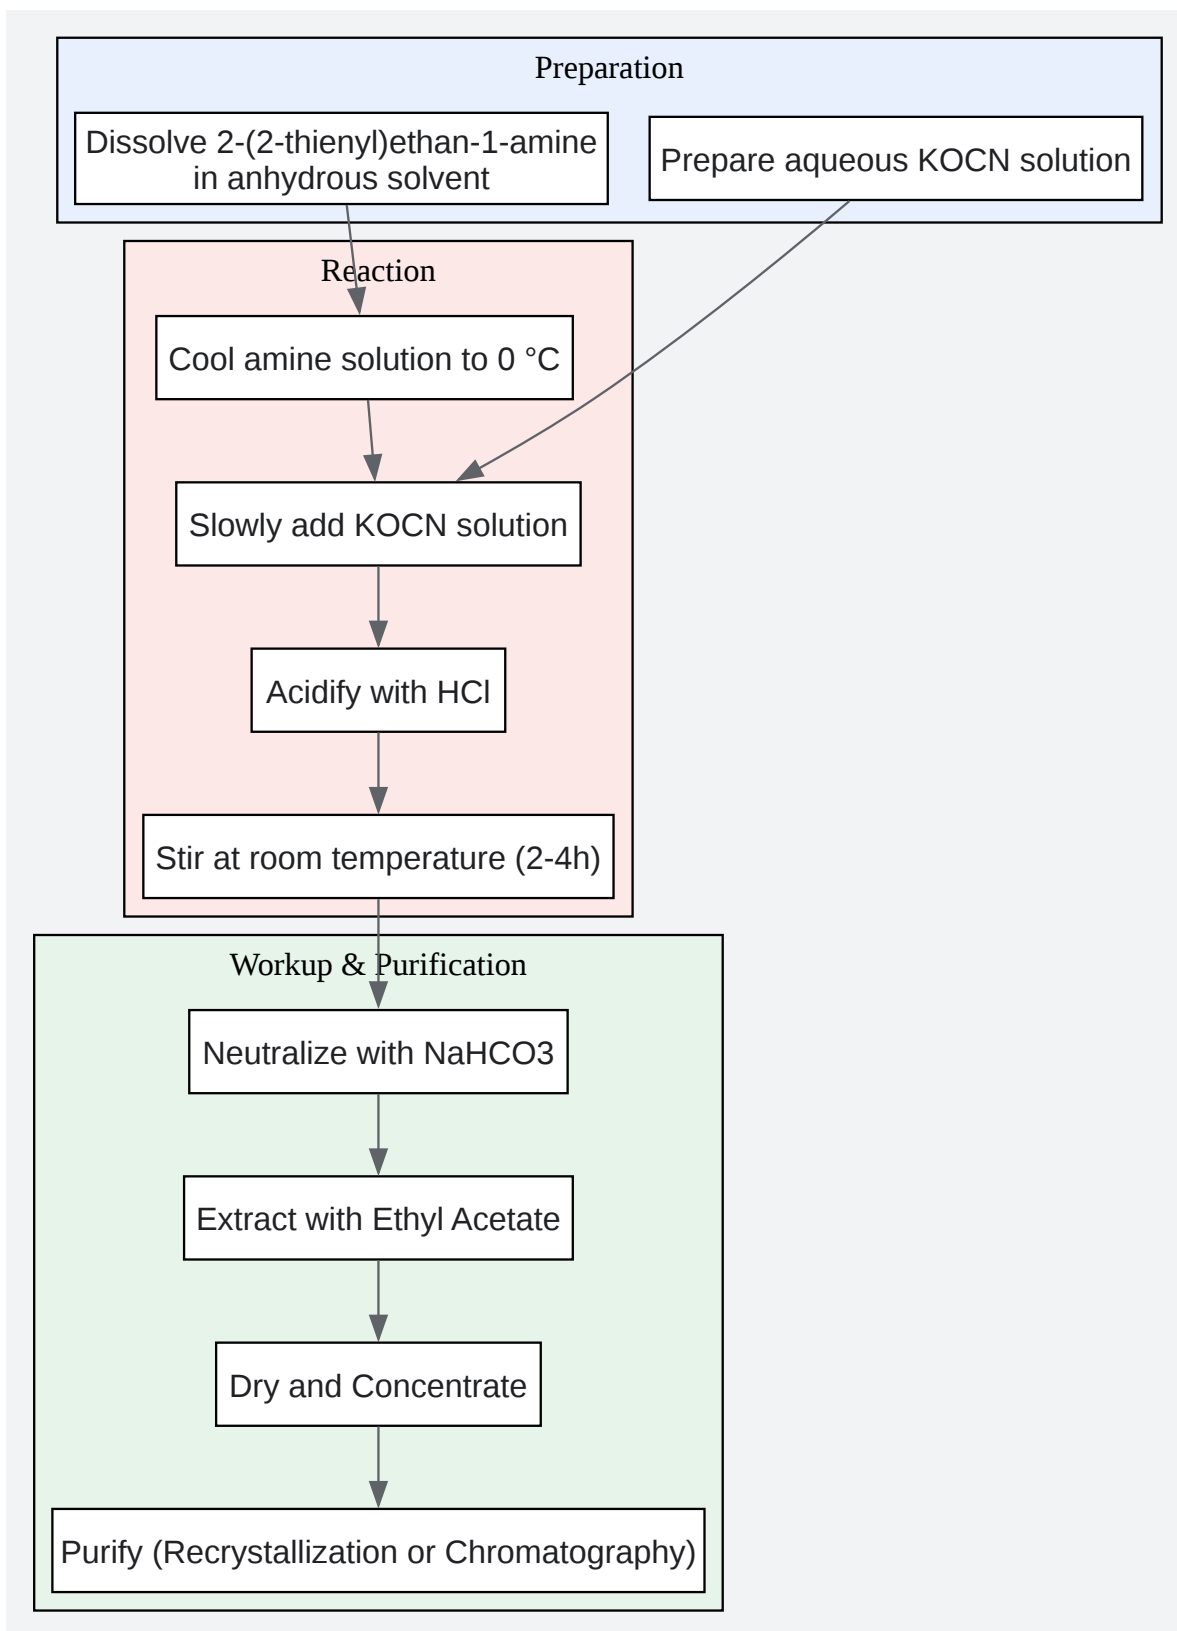 Preparation
Dissolve 2-(2-thienyl)ethan-1-amine
in anhydrous solvent
Prepare aqueous KOCN solution
Reaction
Cool amine solution to 0 °C
Slowly add KOCN solution
Acidify with HCl
Stir at room temperature (2-4h)
Workup & Purification
Neutralize with NaHCO3
Extract with Ethyl Acetate
Dry and Concentrate
Purify (Recrystallization or Chromatography)